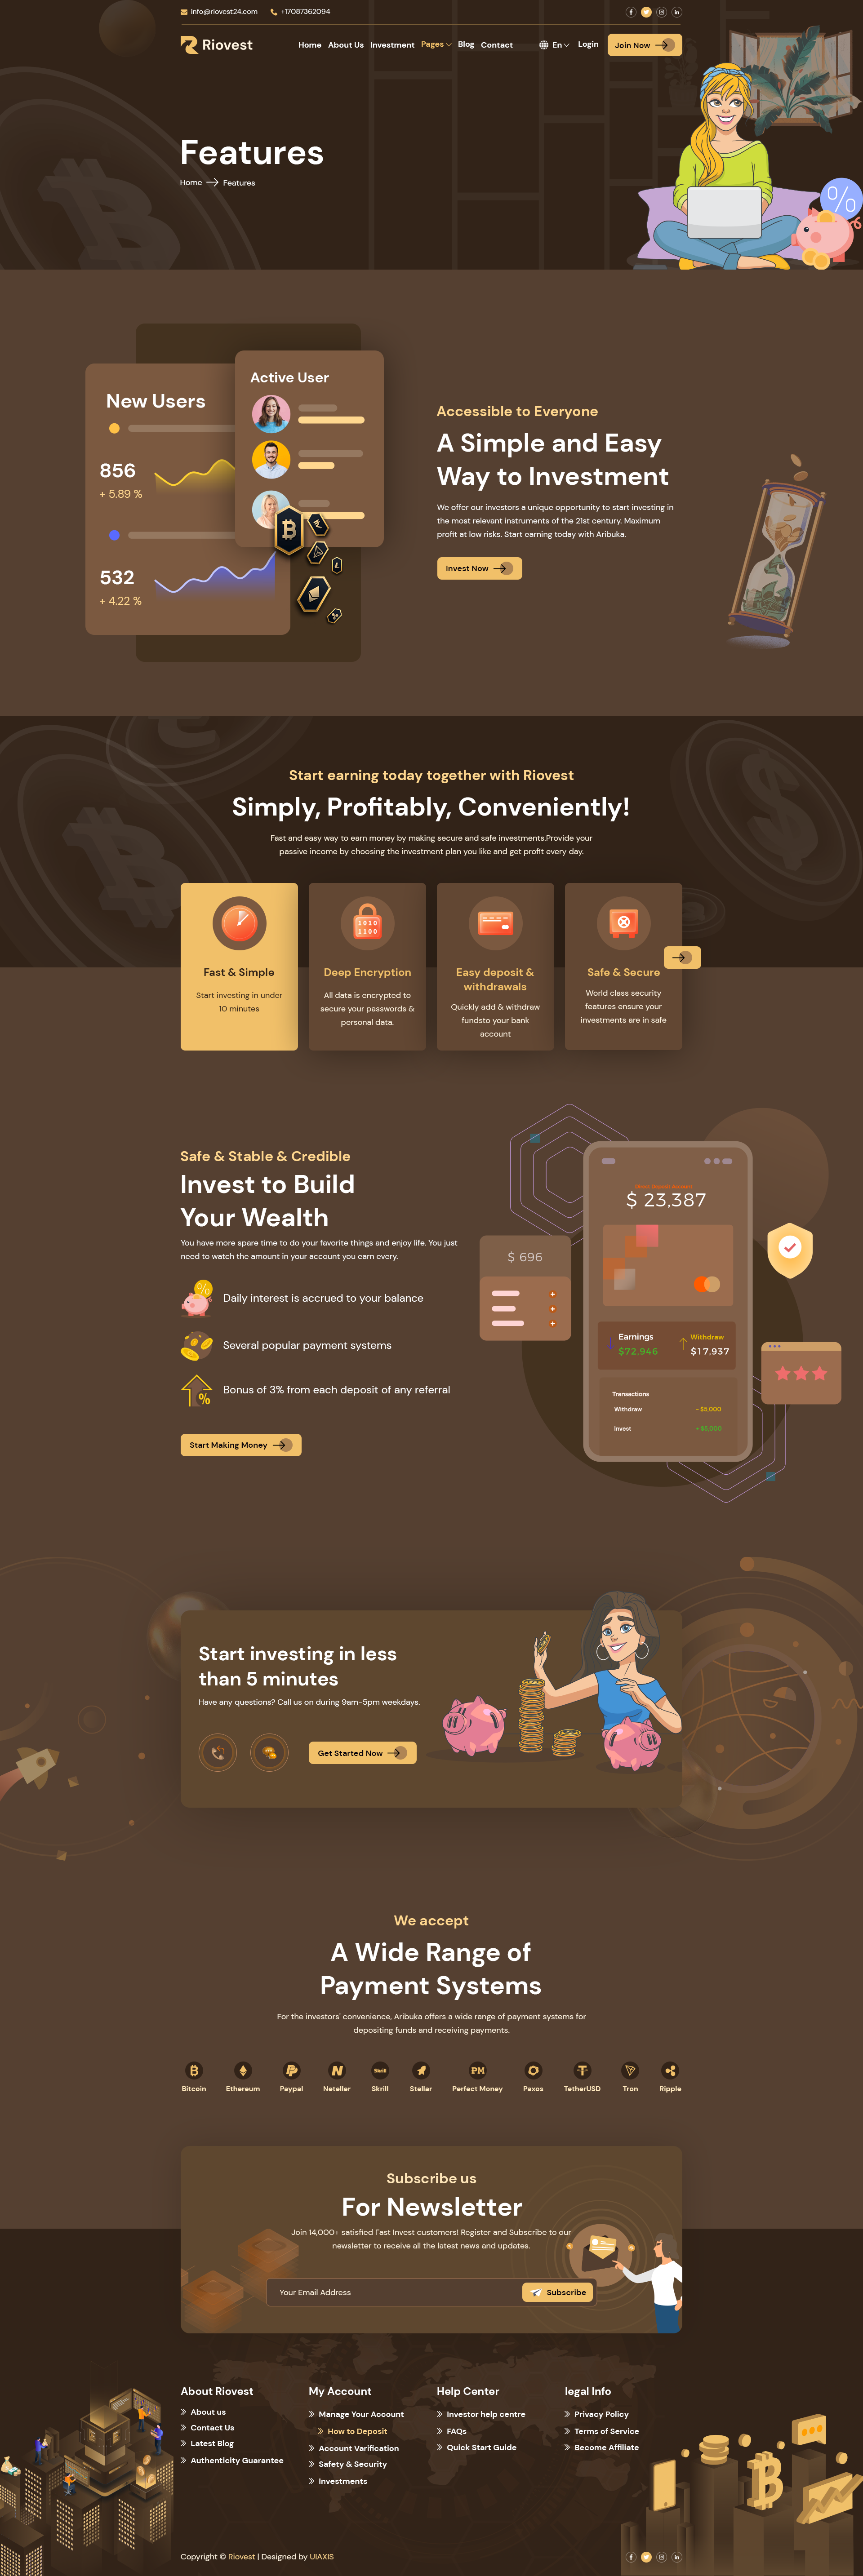 info@riovest24.com +17087362094
Riovest
Home About Us Investment Pages Blog Contact En Login Join Now
Features
Home Features
%
New Users
856
+ 5.89 %
532
+ 4.22 %
Active User
Accessible to Everyone
A Simple and Easy
Way to Investment
We offer our investors a unique opportunity to start investing in
the most relevant instruments of the 21st century. Maximum
profit at low risks. Start earning today with Aribuka.
Invest Now
Start earning today together with Riovest
Simply, Profitably, Conveniently!
Fast and easy way to earn money by making secure and safe investments.Provide your
passive income by choosing the investment plan you like and get profit every day.
Fast & Simple
Start investing in under
10 minutes
1010
1100
Deep Encryption
All data is encrypted to
secure your passwords &
personal data.
Easy deposit &
withdrawals
Quickly add & withdraw
fundsto your bank
account
Safe & Secure
World class security
features ensure your
investments are in safe
Safe & Stable & Credible
Invest to Build
Your Wealth
You have more spare time to do your favorite things and enjoy life. You just
need to watch the amount in your account you earn every.
%
Daily interest is accrued to your balance
Several popular payment systems
%
Bonus of 3% from each deposit of any referral
Start Making Money
$ 23,387
$ 696
Earnings
$72,946
Withdraw
$17,937
Transactions
Withdraw - $5,000
Invest + $5,000
Start investing in less
than 5 minutes
Have any questions? Call us on during 9am-5pm weekdays.
Get Started Now
We accept
A Wide Range of
Payment Systems
For the investors' convenience, Aribuka offers a wide range of payment systems for
depositing funds and receiving payments.
Skrill PM
Bitcoin Ethereum Paypal Neteller Skrill Stellar Perfect Money Paxos TetherUSD Tron Ripple
Subscribe us
For Newsletter
Join 14,000+ satisfied Fast Invest customers! Register and Subscribe to our
newsletter to receive all the latest news and updates.
Your Email Address Subscribe
About Riovest
About us
Contact Us
Latest Blog
Authenticity Guarantee
My Account
Manage Your Account
How to Deposit
Account Varification
Safety & Security
Investments
Help Center
Investor help centre
FAQs
Quick Start Guide
legal Info
Privacy Policy
Terms of Service
Become Affiliate
Copyright © Riovest | Designed by UIAXIS